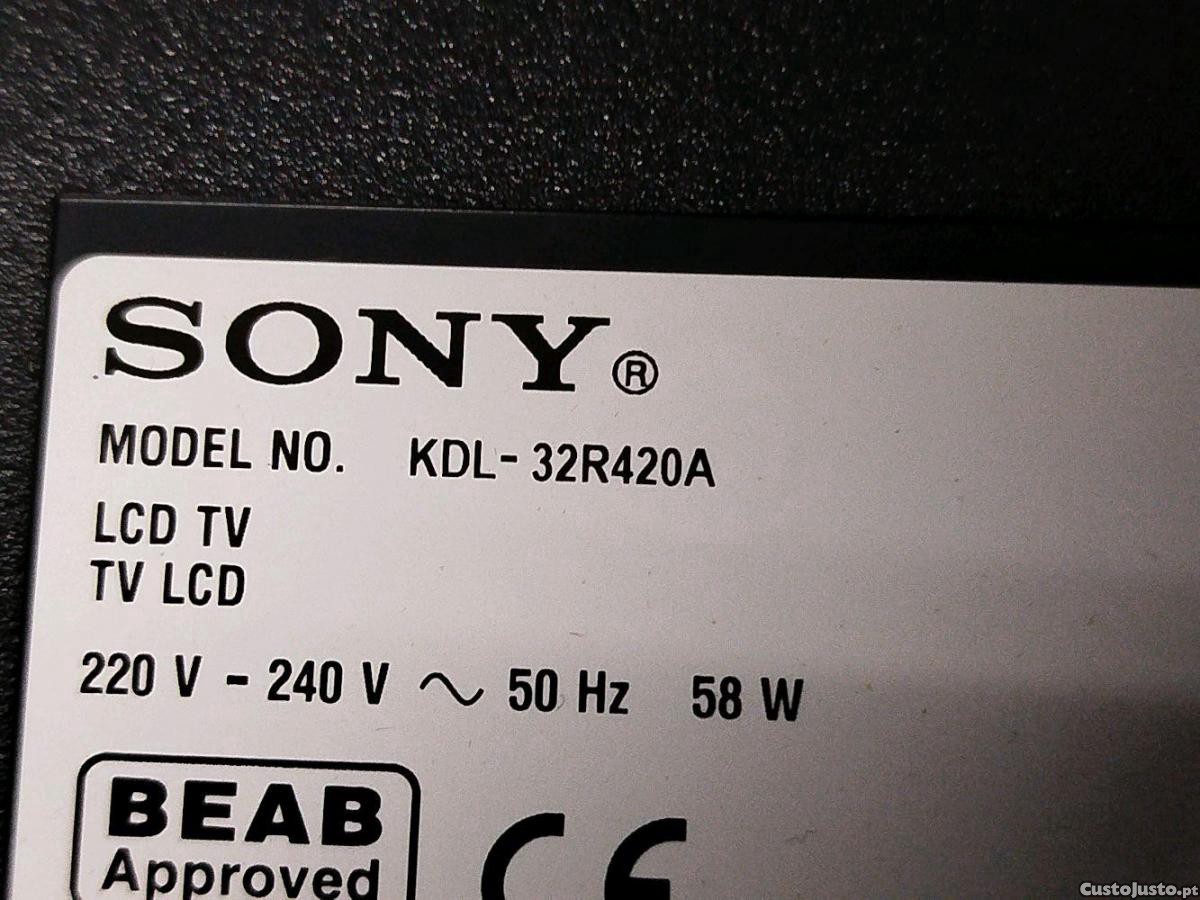 SONY®
MODEL NO. KDL-32R420A
LCD TV
TV LCD
220 V - 240 V ~ 50 Hz 58 W
BEAB
Approved
CE
CustoJusto.pt